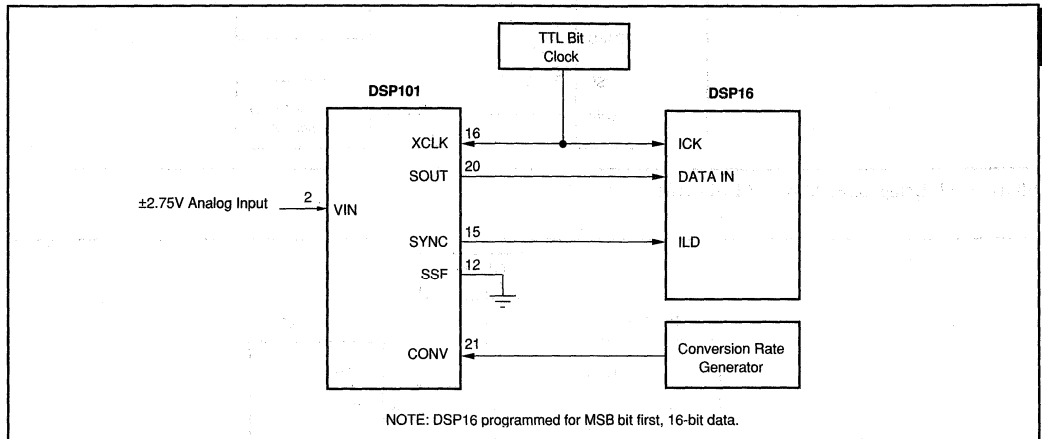 TTL Bit
Clock
DSP101
DSP16
XCLK
16
ICK
SOUT
20
DATA IN
±2.75V Analog Input
2
VIN
SYNC
15
ILD
SSF
12
CONV
21
Conversion Rate
Generator
NOTE: DSP16 programmed for MSB bit first, 16-bit data.